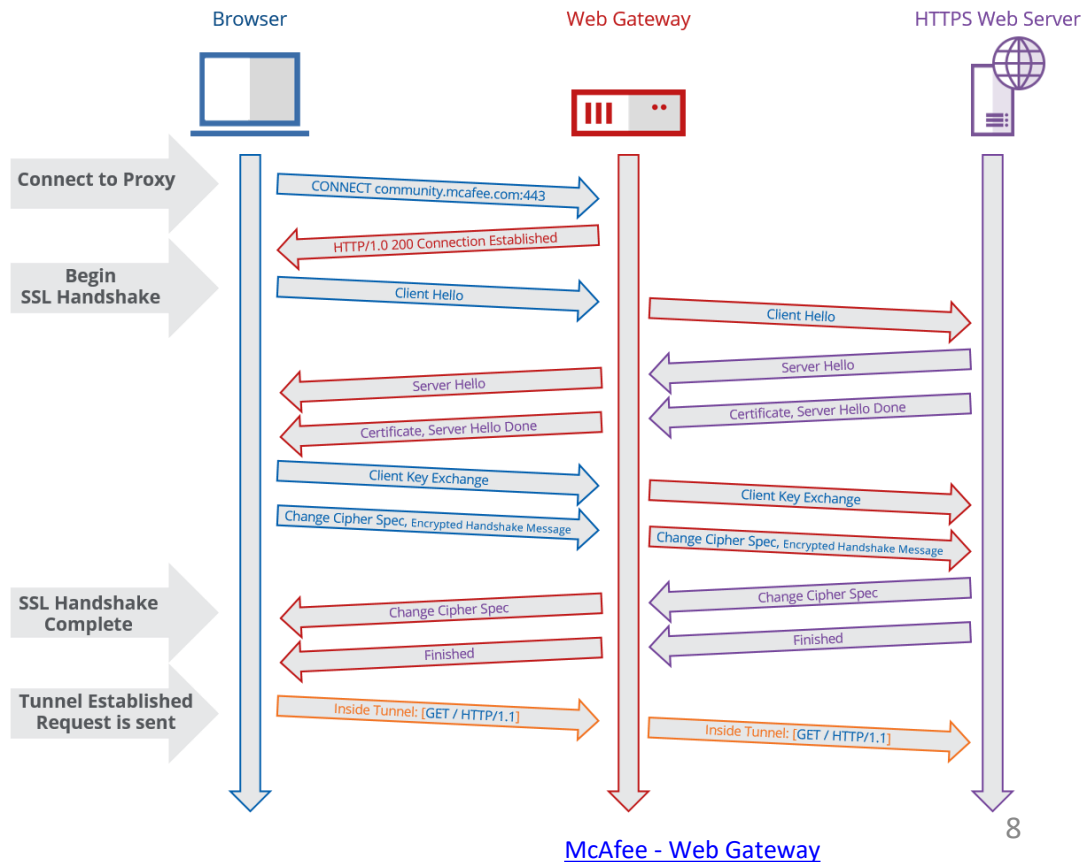 Browser
Web Gateway
HTTPS Web Server
Connect to Proxy
CONNECT community.mcafee.com:443
HTTP/1.0 200 Connection Established
Begin
SSL Handshake
Client Hello
Client Hello
Server Hello
Server Hello
Certificate, Server Hello Done
Certificate, Server Hello Done
Client Key Exchange
Client Key Exchange
Change Cipher Spec, Encrypted Handshake Message
Change Cipher Spec, Encrypted Handshake Message
SSL Handshake
Complete
Change Cipher Spec
Change Cipher Spec
Finished
Finished
Tunnel Established
Request is sent
Inside Tunnel: [GET / HTTP/1.1]
Inside Tunnel: [GET / HTTP/1.1]
8
McAfee - Web Gateway